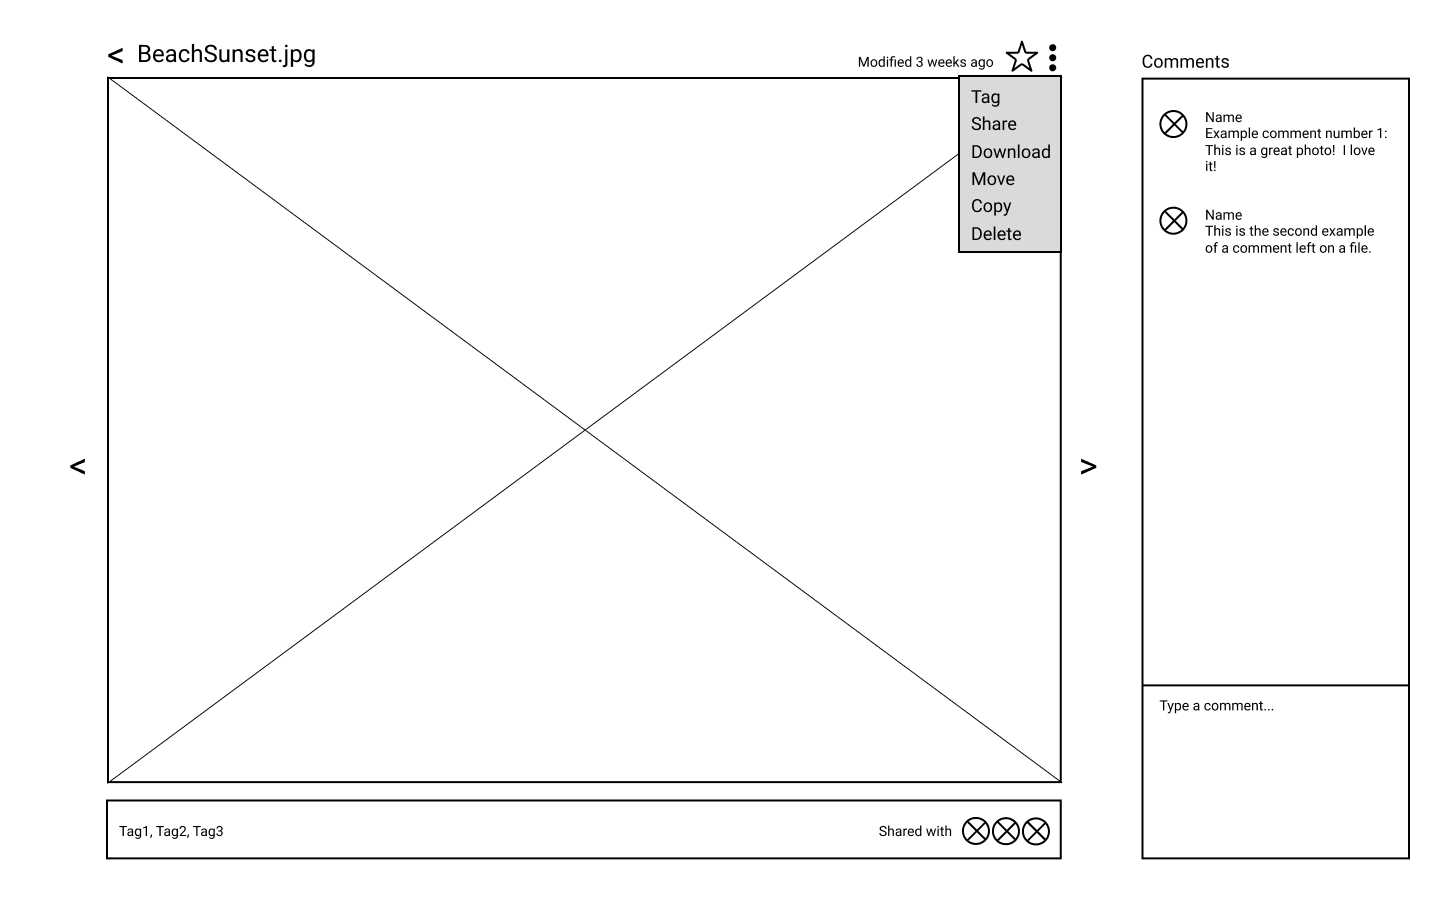 < BeachSunset.jpg
Modified 3 weeks ago
Tag
Share
Download
Move
Copy
Delete
<
>
Tag1, Tag2, Tag3
Shared with
Comments
Name
Example comment number 1:
This is a great photo!  I love
it!
Name
This is the second example
of a comment left on a file.
Type a comment...